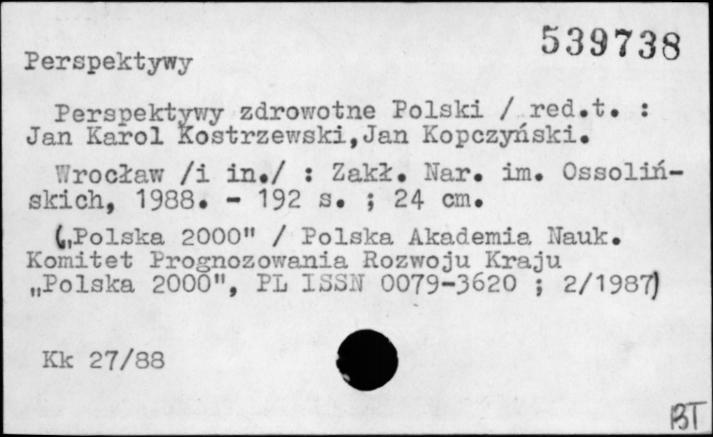 539738
Perspektywy
Perspektywy zdrowotne Polski / red.t. :
Jan Karol Kostrzewski,Jan Kopczyński.
Wrocław /i in./ : Zakł. Nar. im. Ossoliń-
skich, 1988. - 192 s. ; 24 cm.
(„Polska 2000" / Polska Akademia Nauk.
Komitet Prognozowania Rozwoju Kraju
„Polska 2000", PL ISSN 0079-3620 ; 2/1987)
Kk 27/88
BT